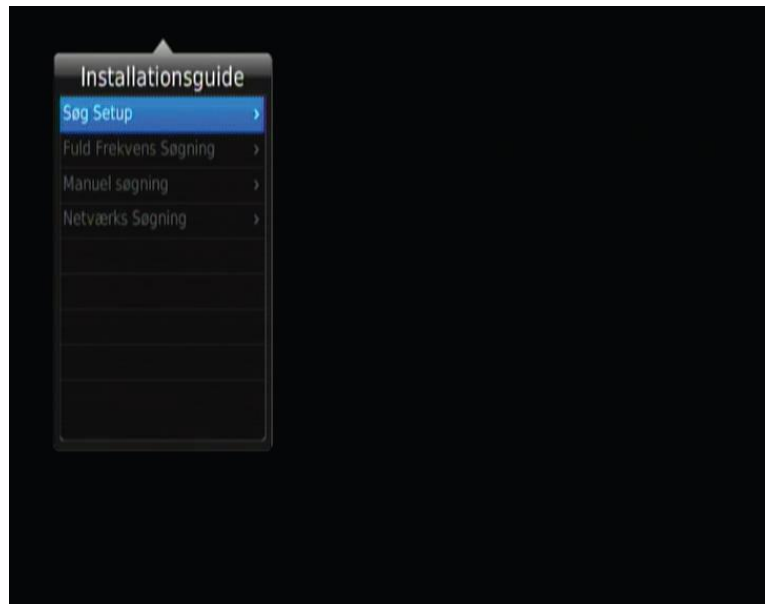 Installationsguide
Søg Setup
Fuld Frekvens Søgning
Manuel søgning
Netværks Søgning